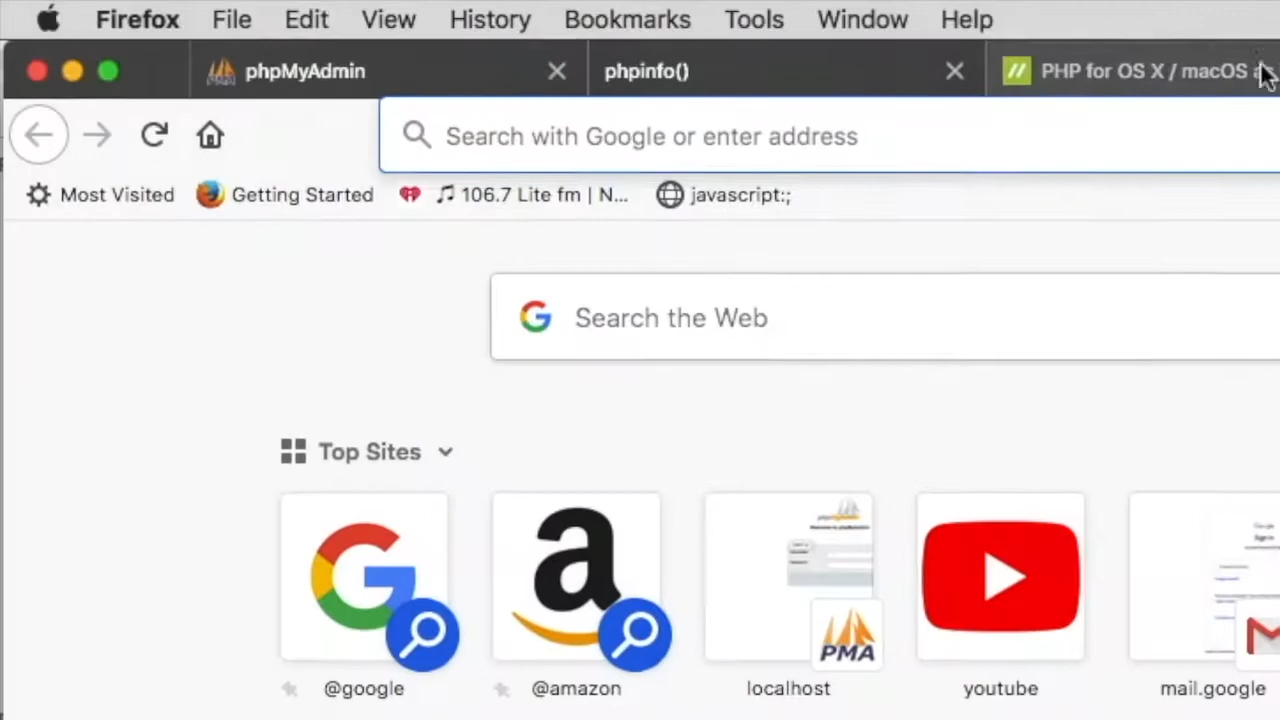 Firefox File Edit View History Bookmarks Tools Window Help
phpMyAdmin phpinfo() PHP for OS X / macOS
Search with Google or enter address
Most Visited Getting Started 106.7 Lite fm | N... javascript:;
Search the Web
Top Sites
PMA
@google @amazon localhost youtube mail.google